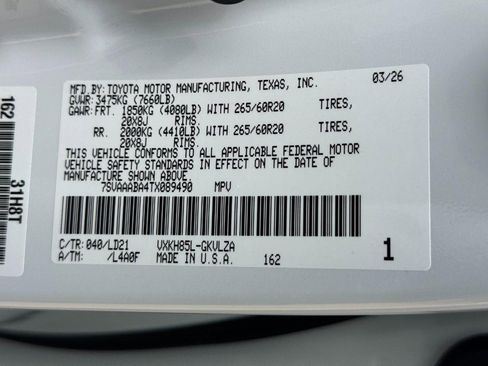 MFD.BY:TOYOTA MOTOR MANUFACTURING, TEXAS, INC. 03/26
GVWR:3475KG (7660LB)
GAWR:FRT. 1850KG (4080LB) WITH 265/60R20 TIRES,
20X8J RIMS.
RR. 2000KG (4410LB) WITH 265/60R20 TIRES,
20X8J RIMS.
THIS VEHICLE CONFORMS TO ALL APPLICABLE FEDERAL MOTOR
VEHICLE SAFETY STANDARDS IN EFFECT ON THE DATE OF
MANUFACTURE SHOWN ABOVE.
7SVAAABA4TX089490 MPV
C/TR:040/LD21 VXKH85L-GKVLZA
A/TM: /L4A0F MADE IN U.S.A. 162 1
162
31H8T